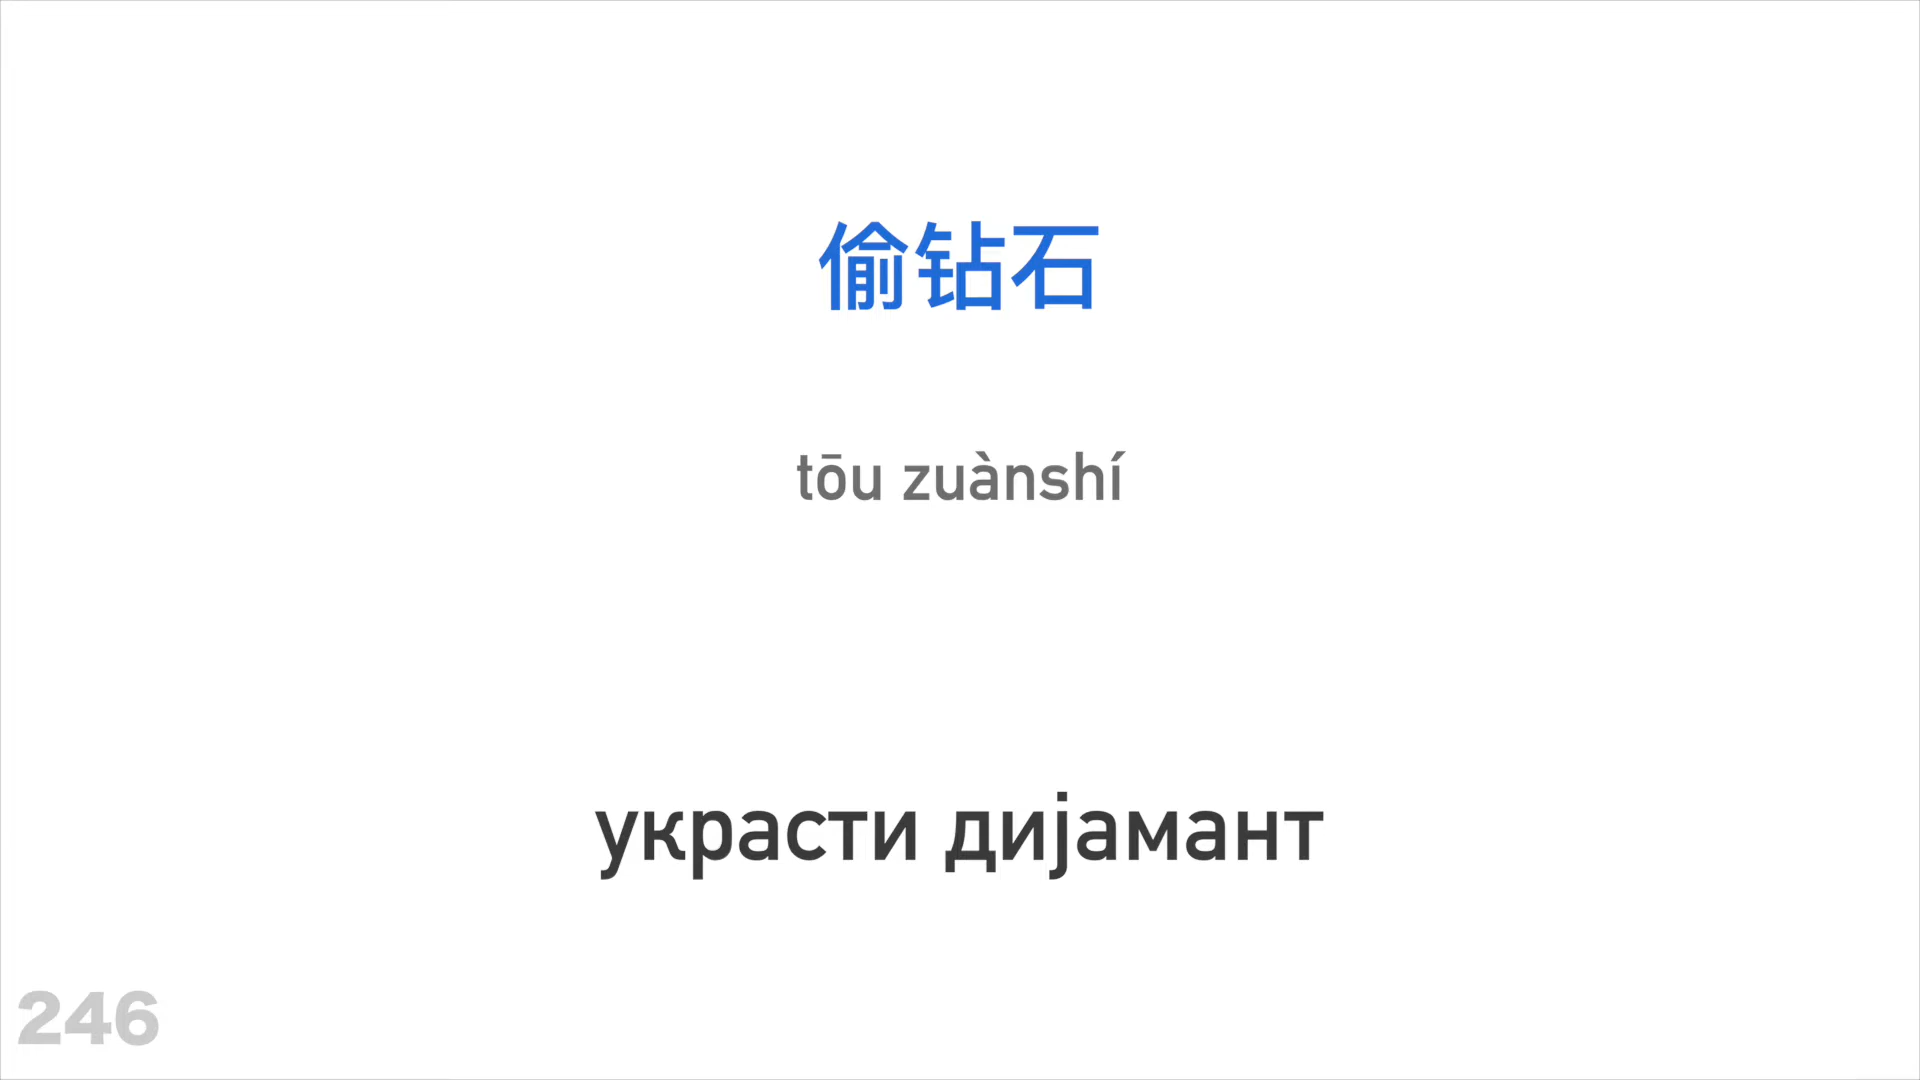 偷钻石
tōu zuànshí
украсти дијамант
246